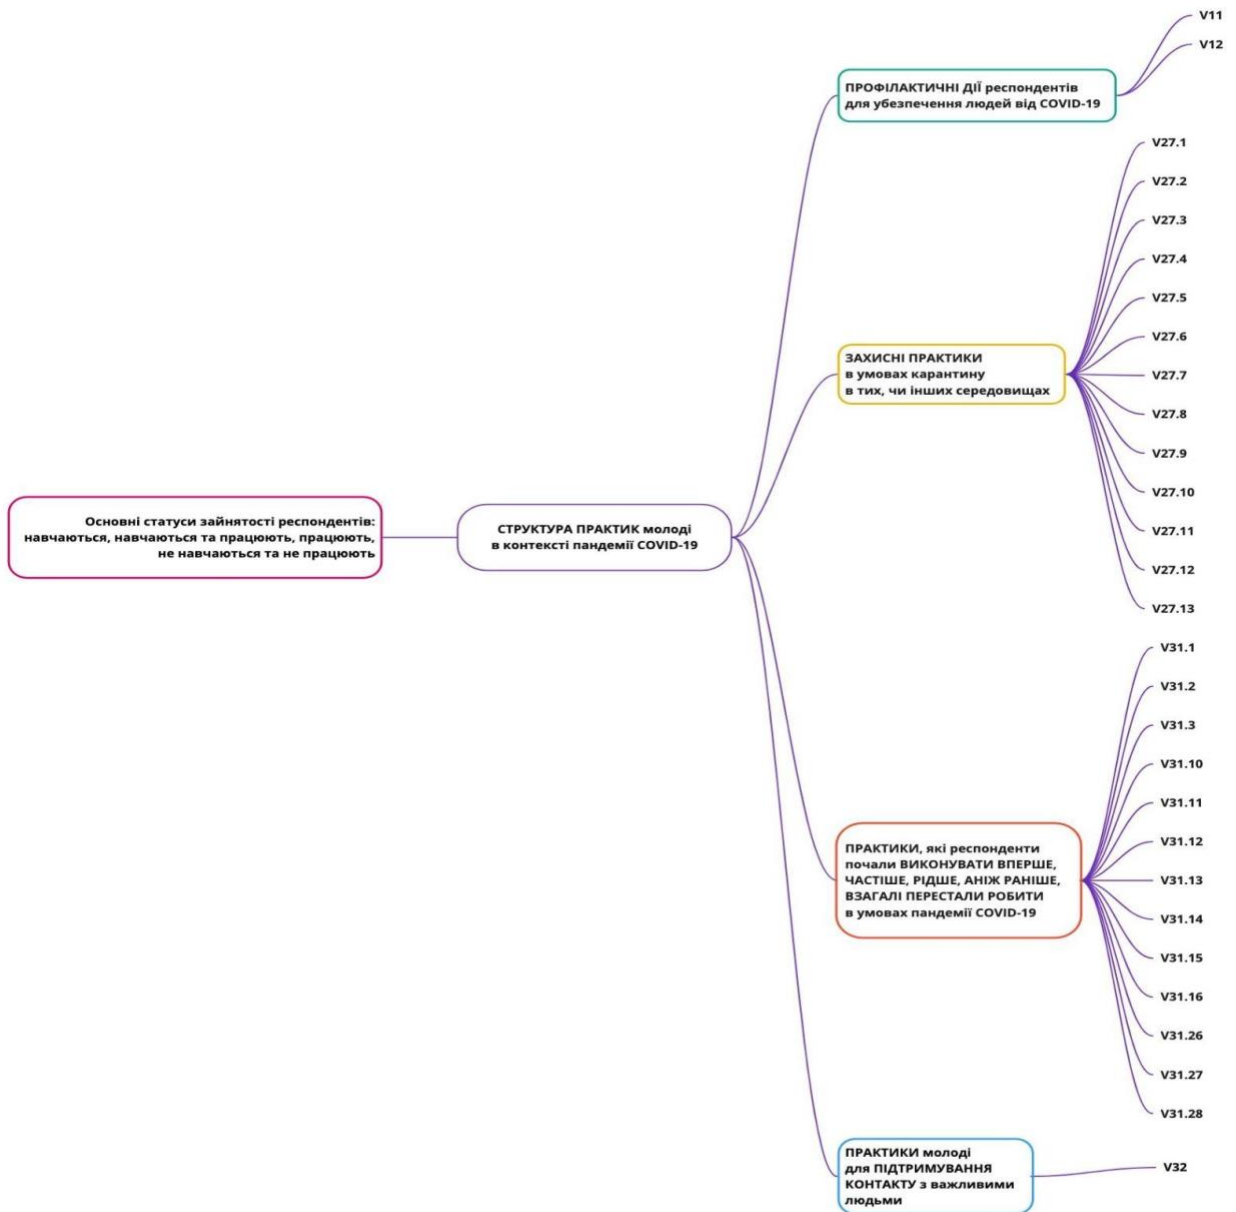 V11
V12
ПРОФІЛАКТИЧНІ ДІЇ респондентів
для убезпечення людей від COVID-19
V27.1
V27.2
V27.3
V27.4
V27.5
V27.6
V27.7
V27.8
V27.9
V27.10
V27.11
V27.12
V27.13
ЗАХИСНІ ПРАКТИКИ
в умовах карантину
в тих, чи інших середовищах
Основні статуси зайнятості респондентів:
навчаються, навчаються та працюють, працюють,
не навчаються та не працюють
СТРУКТУРА ПРАКТИК молоді
в контексті пандемії COVID-19
V31.1
V31.2
V31.3
V31.10
V31.11
V31.12
V31.13
V31.14
V31.15
V31.16
V31.26
V31.27
V31.28
ПРАКТИКИ, які респонденти
почали ВИКОНУВАТИ ВПЕРШЕ,
ЧАСТІШЕ, РІДШЕ, АНІЖ РАНІШЕ,
ВЗАГАЛІ ПЕРЕСТАЛИ РОБИТИ
в умовах пандемії COVID-19
ПРАКТИКИ молоді
для ПІДТРИМУВАННЯ
КОНТАКТУ з важливими
людьми
V32